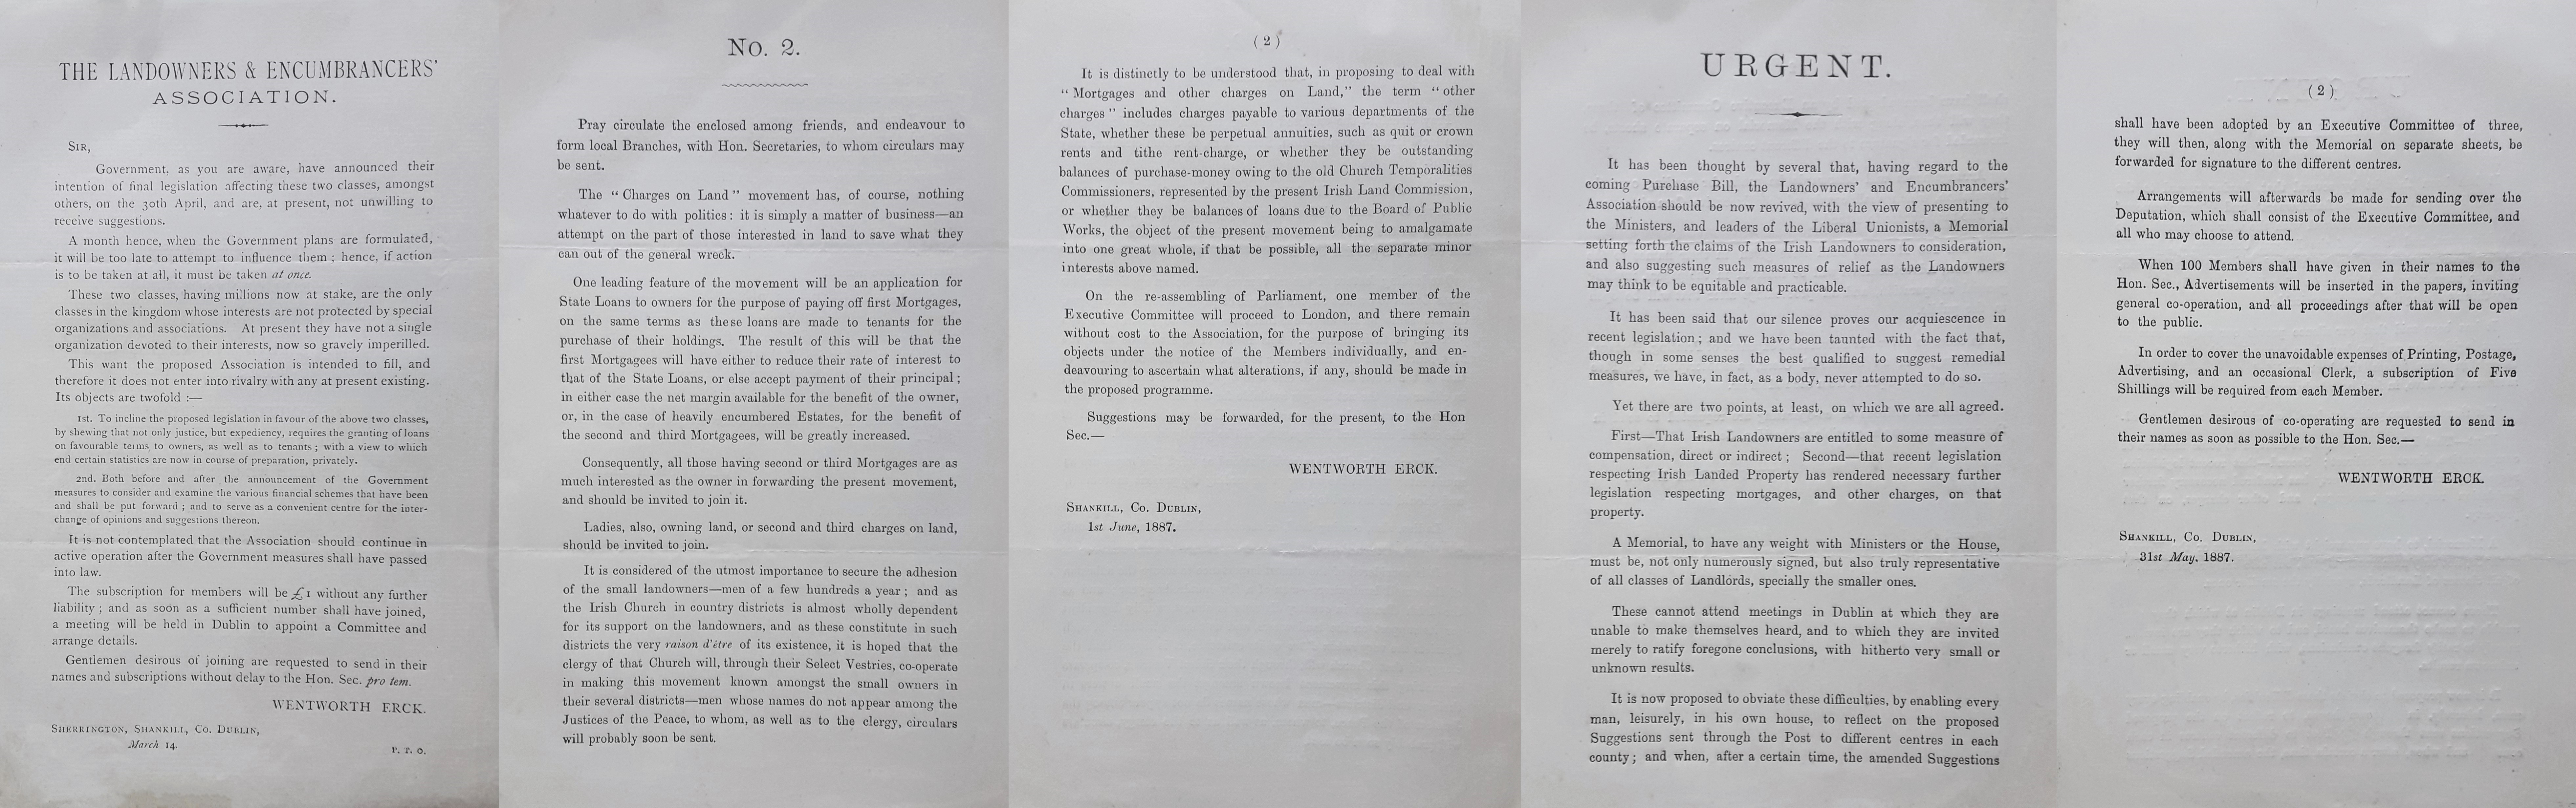 THE LANDOWNERS & ENCUMBRANCERS'
ASSOCIATION.
SIR,
Government, as you are aware, have announced their
intention of final legislation affecting these two classes, amongst
others, on the 30th April, and are, at present, not unwilling to
receive suggestions.
A month hence, when the Government plans are formulated,
it will be too late to attempt to influence them; hence, if action
is to be taken at all, it must be taken at once.
These two classes, having millions now at stake, are the only
classes in the kingdom whose interests are not protected by special
organizations and associations. At present they have not a single
organization devoted to their interests, now so gravely imperilled.
This want the proposed Association is intended to fill, and
therefore it does not enter into rivalry with any at present existing.
Its objects are twofold :—
1st. To incline the proposed legislation in favour of the above two classes,
by shewing that not only justice, but expediency, requires the granting of loans
on favourable terms to owners, as well as to tenants; with a view to which
end certain statistics are now in course of preparation, privately.
2nd. Both before and after the announcement of the Government
measures to consider and examine the various financial schemes that have been
and shall be put forward; and to serve as a convenient centre for the inter-
change of opinions and suggestions thereon.
It is not contemplated that the Association should continue in
active operation after the Government measures shall have passed
into law.
The subscription for members will be £1 without any further
liability; and as soon as a sufficient number shall have joined,
a meeting will be held in Dublin to appoint a Committee and
arrange details.
Gentlemen desirous of joining are requested to send in their
names and subscriptions without delay to the Hon. Sec. pro tem.
WENTWORTH ERCK.
SHERRINGTON, SHANKILL, CO. DUBLIN,
March 14.
P. T. O.
No. 2.
Pray circulate the enclosed among friends, and endeavour to
form local Branches, with Hon. Secretaries, to whom circulars may
be sent.
The "Charges on Land" movement has, of course, nothing
whatever to do with politics: it is simply a matter of business—an
attempt on the part of those interested in land to save what they
can out of the general wreck.
One leading feature of the movement will be an application for
State Loans to owners for the purpose of paying off first Mortgages,
on the same terms as these loans are made to tenants for the
purchase of their holdings. The result of this will be that the
first Mortgagees will have either to reduce their rate of interest to
that of the State Loans, or else accept payment of their principal;
in either case the net margin available for the benefit of the owner,
or, in the case of heavily encumbered Estates, for the benefit of
the second and third Mortgagees, will be greatly increased.
Consequently, all those having second or third Mortgages are as
much interested as the owner in forwarding the present movement,
and should be invited to join it.
Ladies, also, owning land, or second and third charges on land,
should be invited to join.
It is considered of the utmost importance to secure the adhesion
of the small landowners—men of a few hundreds a year; and as
the Irish Church in country districts is almost wholly dependent
for its support on the landowners, and as these constitute in such
districts the very raison d'être of its existence, it is hoped that the
clergy of that Church will, through their Select Vestries, co-operate
in making this movement known amongst the small owners in
their several districts—men whose names do not appear among the
Justices of the Peace, to whom, as well as to the clergy, circulars
will probably soon be sent.
(2)
It is distinctly to be understood that, in proposing to deal with
"Mortgages and other charges on Land," the term "other
charges" includes charges payable to various departments of the
State, whether these be perpetual annuities, such as quit or crown
rents and tithe rent-charge, or whether they be outstanding
balances of purchase-money owing to the old Church Temporalities
Commissioners, represented by the present Irish Land Commission,
or whether they be balances of loans due to the Board of Public
Works, the object of the present movement being to amalgamate
into one great whole, if that be possible, all the separate minor
interests above named.
On the re-assembling of Parliament, one member of the
Executive Committee will proceed to London, and there remain
without cost to the Association, for the purpose of bringing its
objects under the notice of the Members individually, and en-
deavouring to ascertain what alterations, if any, should be made in
the proposed programme.
Suggestions may be forwarded, for the present, to the Hon
Sec.—
WENTWORTH ERCK.
SHANKILL, CO. DUBLIN,
1st June, 1887.
URGENT.
It has been thought by several that, having regard to the
coming Purchase Bill, the Landowners' and Encumbrancers'
Association should be now revived, with the view of presenting to
the Ministers, and leaders of the Liberal Unionists, a Memorial
setting forth the claims of the Irish Landowners to consideration,
and also suggesting such measures of relief as the Landowners
may think to be equitable and practicable.
It has been said that our silence proves our acquiescence in
recent legislation; and we have been taunted with the fact that,
though in some senses the best qualified to suggest remedial
measures, we have, in fact, as a body, never attempted to do so.
Yet there are two points, at least, on which we are all agreed.
First—That Irish Landowners are entitled to some measure of
compensation, direct or indirect; Second—that recent legislation
respecting Irish Landed Property has rendered necessary further
legislation respecting mortgages, and other charges, on that
property.
A Memorial, to have any weight with Ministers or the House,
must be, not only numerously signed, but also truly representative
of all classes of Landlords, specially the smaller ones.
These cannot attend meetings in Dublin at which they are
unable to make themselves heard, and to which they are invited
merely to ratify foregone conclusions, with hitherto very small or
unknown results.
It is now proposed to obviate these difficulties, by enabling every
man, leisurely, in his own house, to reflect on the proposed
Suggestions sent through the Post to different centres in each
county; and when, after a certain time, the amended Suggestions
(2)
shall have been adopted by an Executive Committee of three,
they will then, along with the Memorial on separate sheets, be
forwarded for signature to the different centres.
Arrangements will afterwards be made for sending over the
Deputation, which shall consist of the Executive Committee, and
all who may choose to attend.
When 100 Members shall have given in their names to the
Hon. Sec., Advertisements will be inserted in the papers, inviting
general co-operation, and all proceedings after that will be open
to the public.
In order to cover the unavoidable expenses of Printing, Postage,
Advertising, and an occasional Clerk, a subscription of Five
Shillings will be required from each Member.
Gentlemen desirous of co-operating are requested to send in
their names as soon as possible to the Hon. Sec.—
WENTWORTH ERCK.
SHANKILL, CO. DUBLIN,
31st May, 1887.